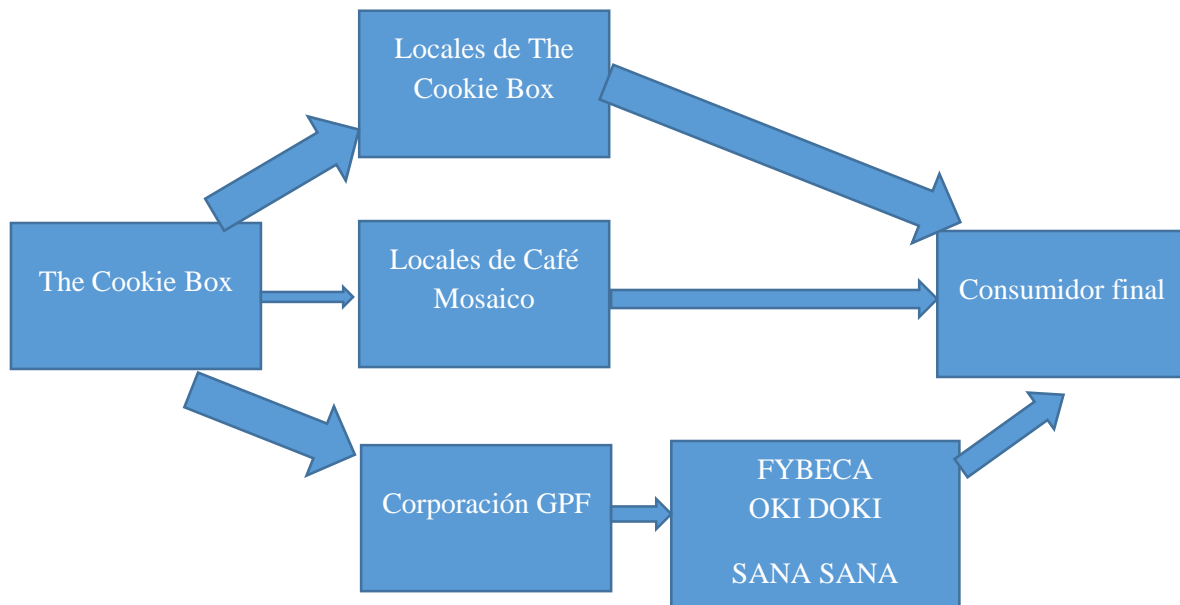 Locales de The
Cookie Box
The Cookie Box
Locales de Café
Mosaico
Consumidor final
Corporación GPF
FYBECA
OKI DOKI
SANA SANA